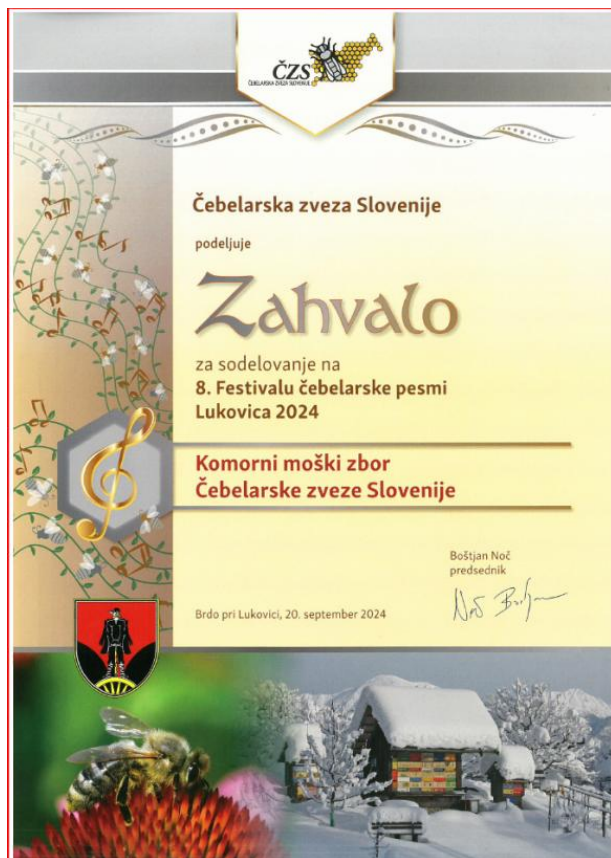 ČZS
ČEBELARSKA ZVEZA SLOVENIJE
Čebelarska zveza Slovenije
podeljuje
Zahvalo
za sodelovanje na
8. Festivalu čebelarske pesmi
Lukovica 2024
Komorni moški zbor
Čebelarske zveze Slovenije
Boštjan Noč
predsednik
Brdo pri Lukovici, 20. september 2024